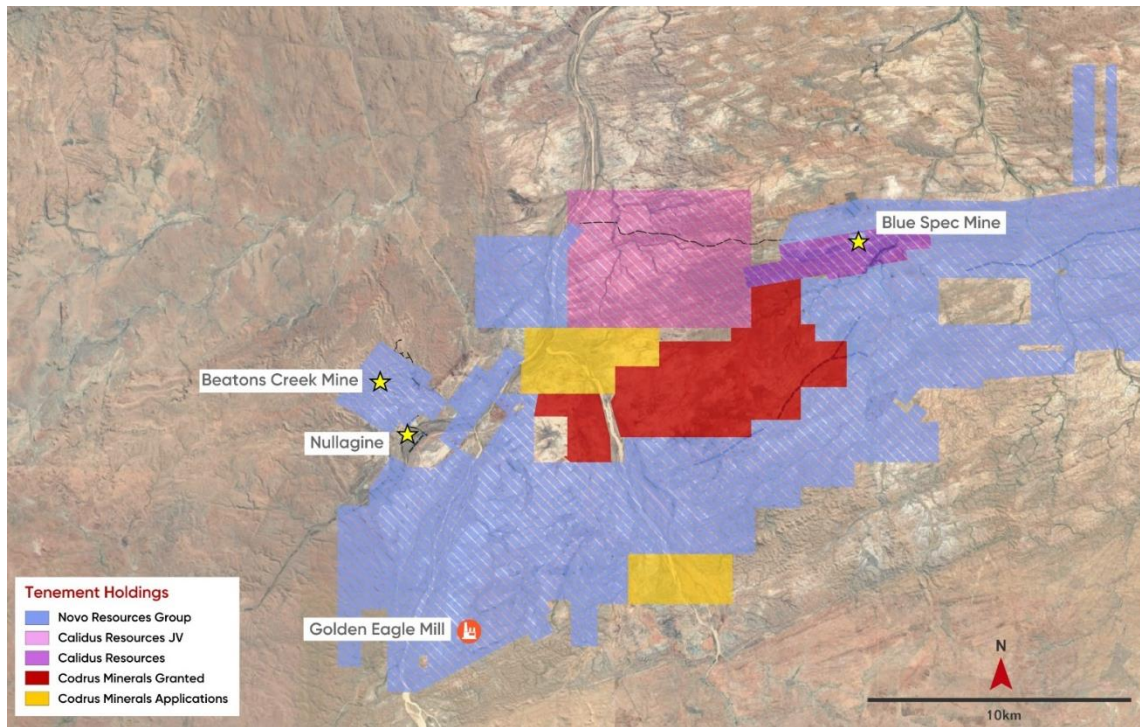 Blue Spec Mine
Beatons Creek Mine
Nullagine
Golden Eagle Mill
Tenement Holdings
Novo Resources Group
Calidus Resources JV
Calidus Resources
Codrus Minerals Granted
Codrus Minerals Applications
N
10km